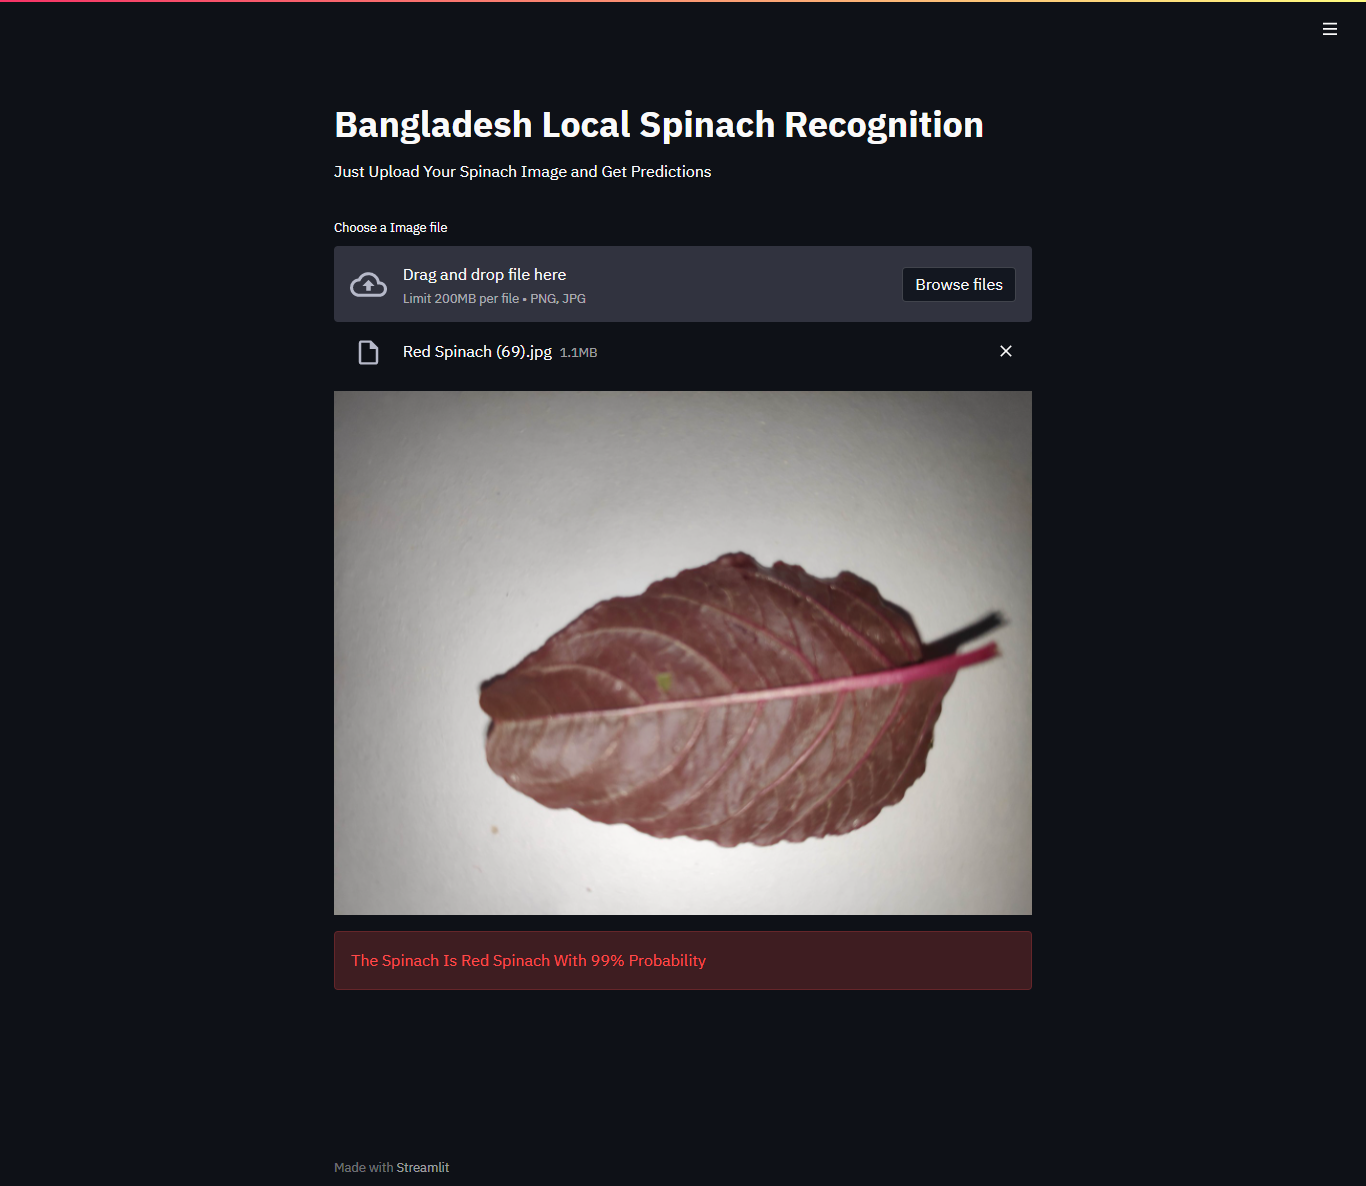 Bangladesh Local Spinach Recognition
Just Upload Your Spinach Image and Get Predictions
Choose a Image file
Drag and drop file here
Limit 200MB per file • PNG, JPG
Browse files
Red Spinach (69).jpg 1.1MB
The Spinach Is Red Spinach With 99% Probability
Made with Streamlit